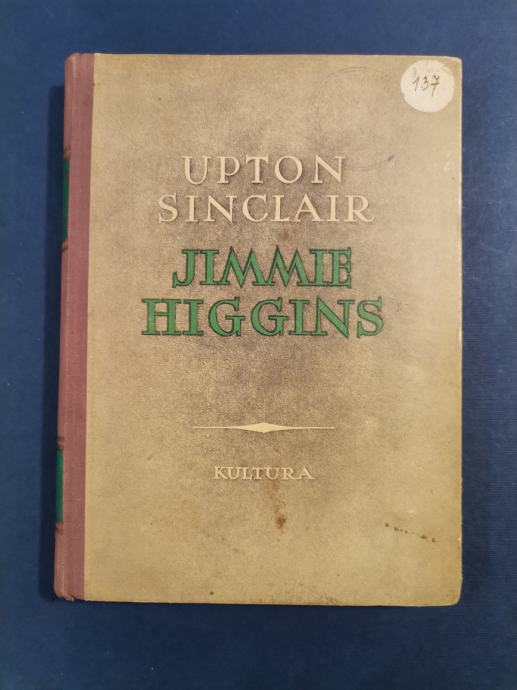 137
UPTON
SINCLAIR
JIMMIE
HIGGINS
KULTURA